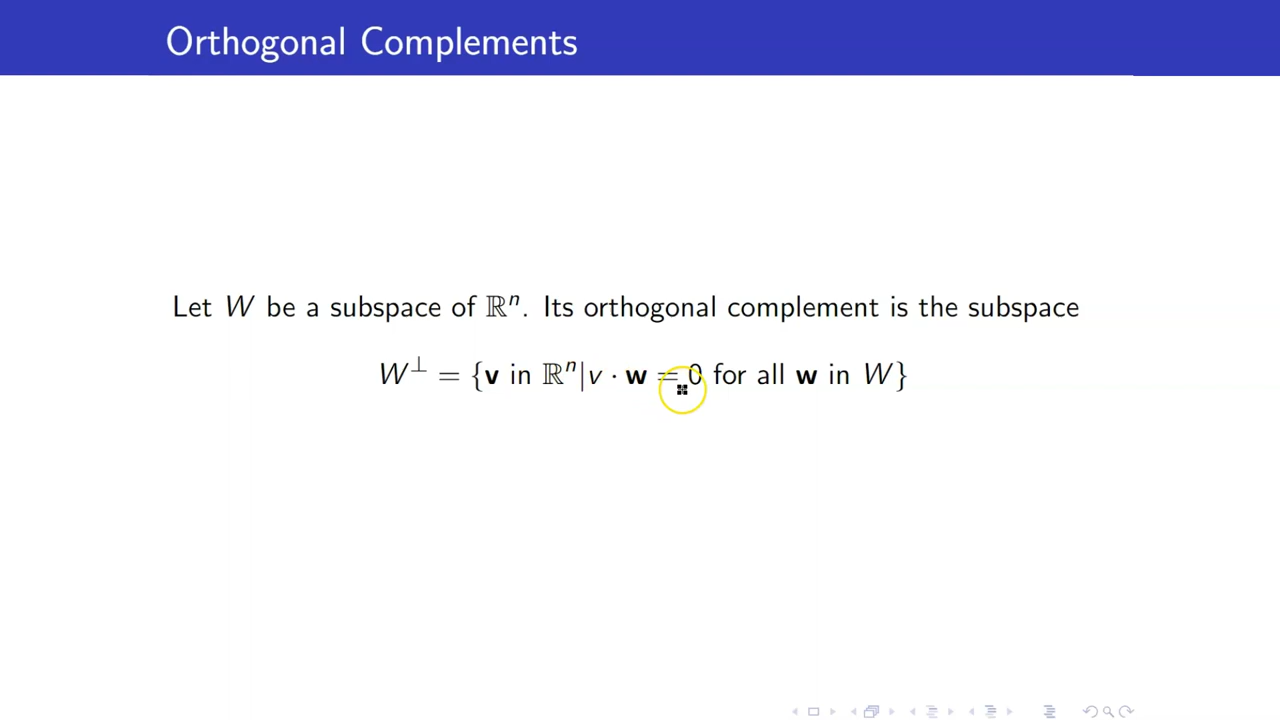 Orthogonal Complements
Let W be a subspace of ℝⁿ. Its orthogonal complement is the subspace
W⊥ = {v in ℝⁿ|v · w = 0 for all w in W}